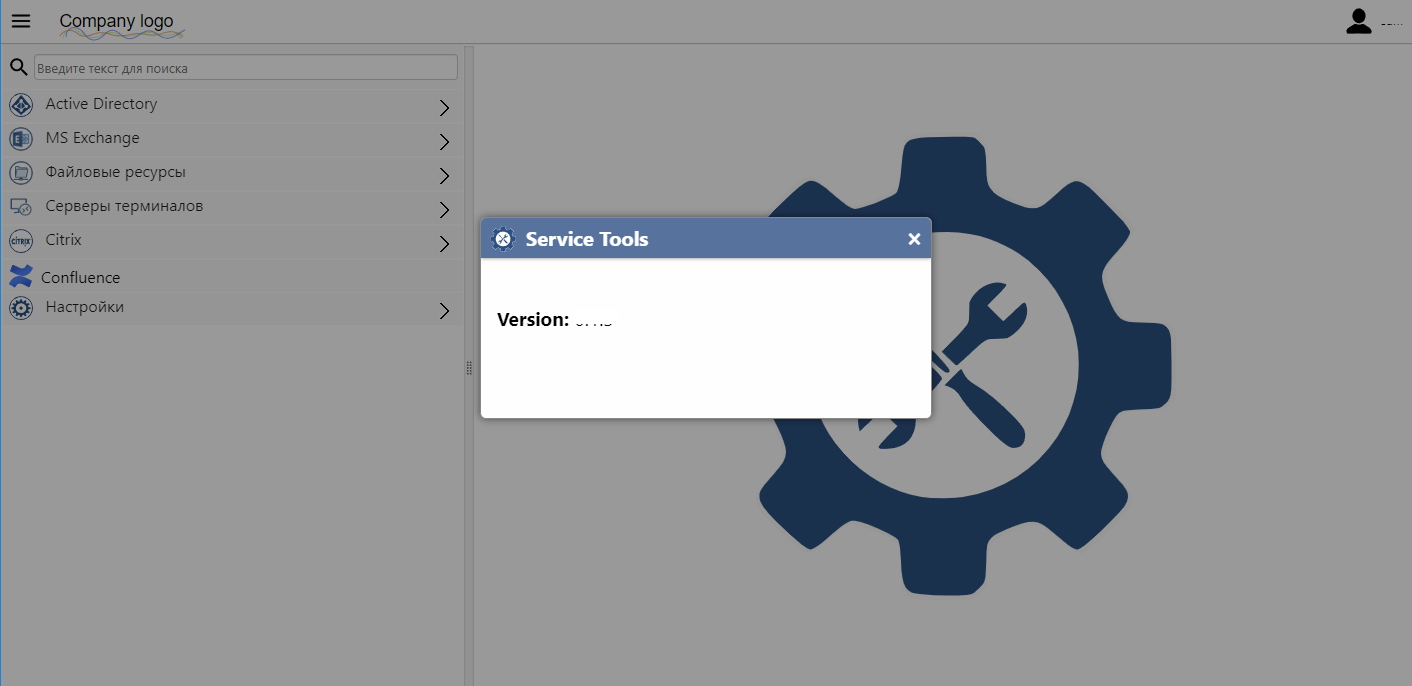 Company logo
Введите текст для поиска
Active Directory
MS Exchange
Файловые ресурсы
Серверы терминалов
CITRIX
Citrix
Confluence
Настройки
Service Tools
Version: